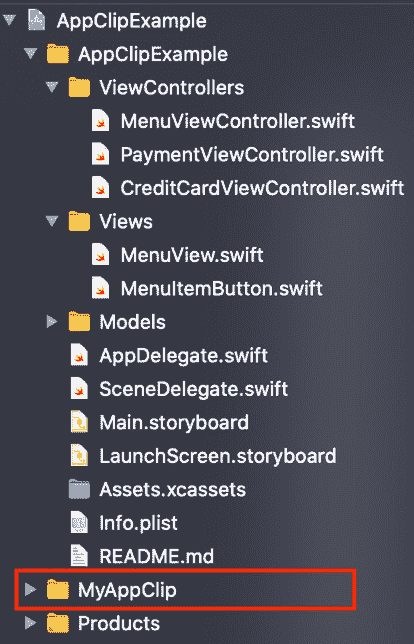 AppClipExample
AppClipExample
ViewControllers
MenuViewController.swift
PaymentViewController.swift
CreditCardViewController.swift
Views
MenuView.swift
MenuItemButton.swift
Models
AppDelegate.swift
SceneDelegate.swift
Main.storyboard
LaunchScreen.storyboard
Assets.xcassets
Info.plist
README.md
MyAppClip
Products